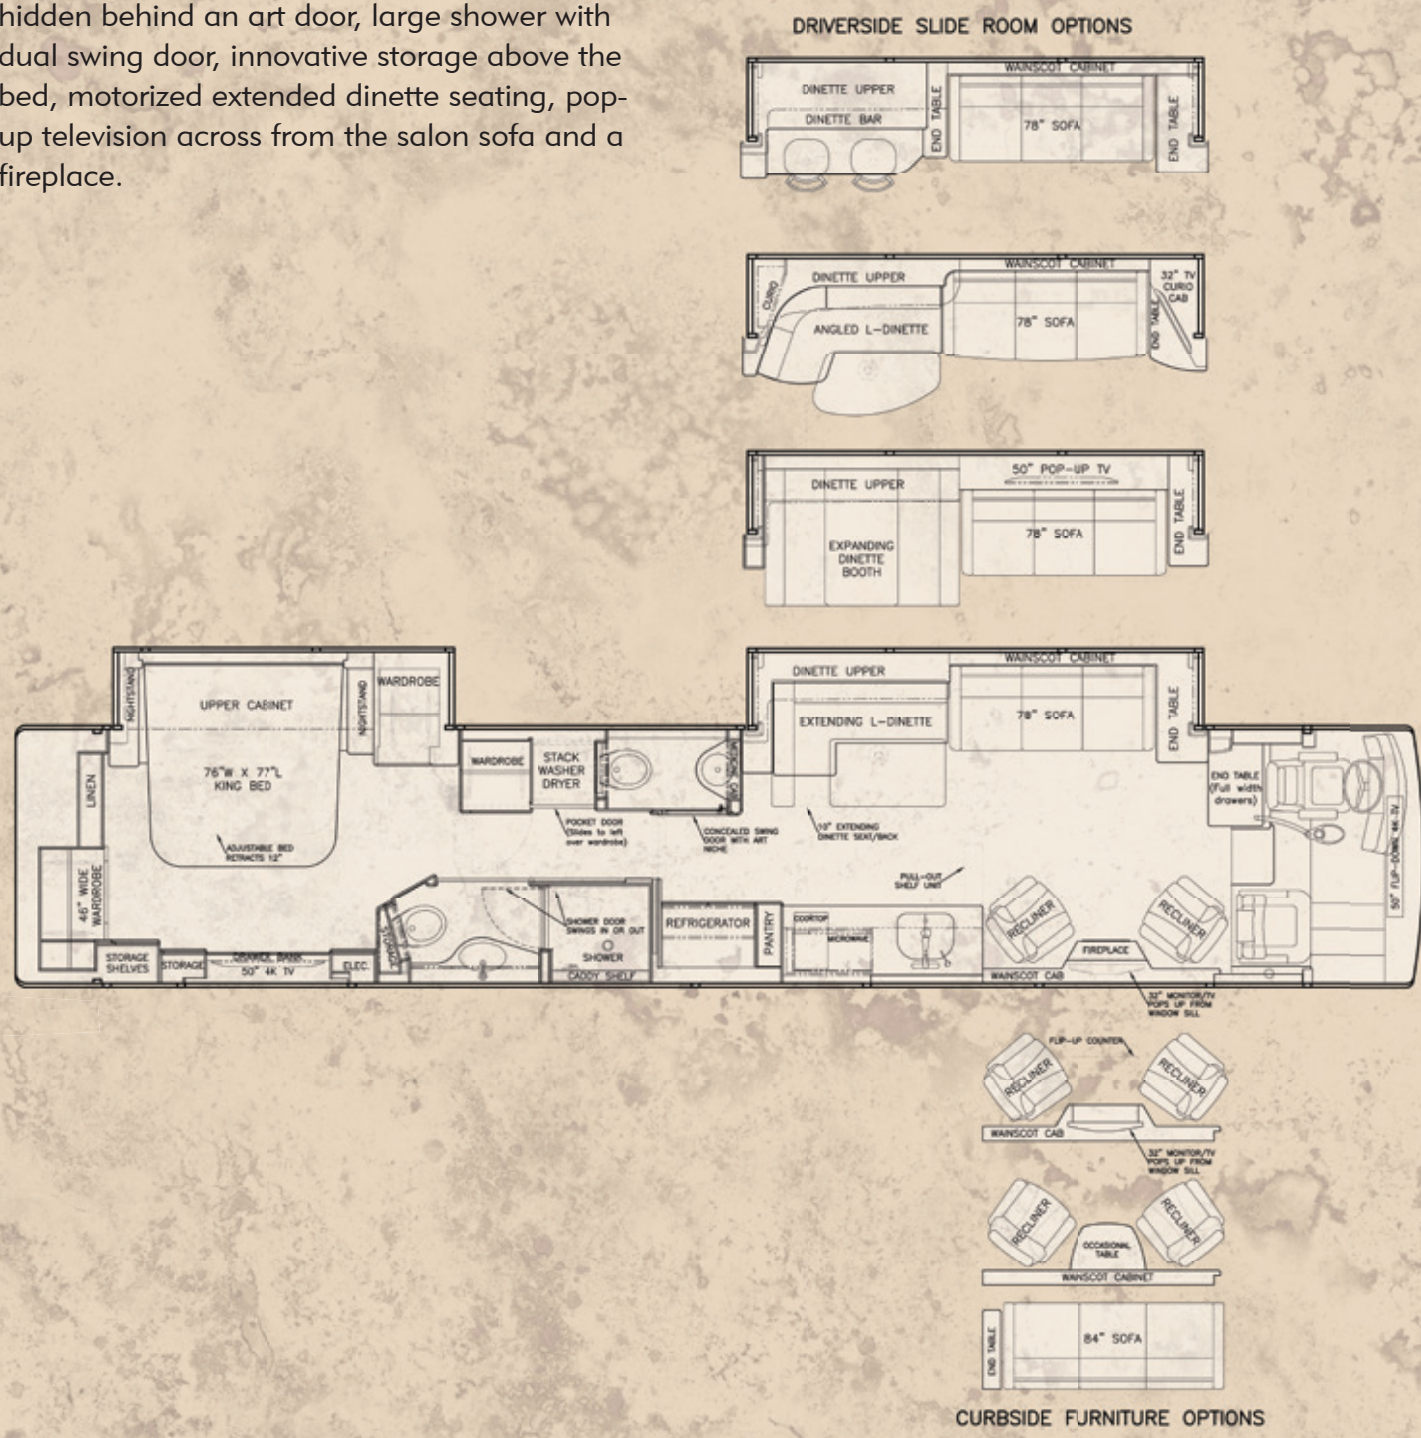 hidden behind an art door, large shower with
dual swing door, innovative storage above the
bed, motorized extended dinette seating, pop-
up television across from the salon sofa and a
fireplace.
DRIVERSIDE SLIDE ROOM OPTIONS
WAINSCOT CABINET
DINETTE UPPER
DINETTE BAR
END TABLE
78" SOFA
END TABLE
WAINSCOT CABINET
CURIO
DINETTE UPPER
ANGLED L-DINETTE
78" SOFA
END TABLE
32" TV
CURIO
CAB
DINETTE UPPER
EXPANDING
DINETTE
BOOTH
50" POP-UP TV
78" SOFA
END TABLE
NIGHTSTAND
UPPER CABINET
76"W X 77"L
KING BED
ADJUSTABLE BED
RETRACTS 12"
NIGHTSTAND
WARDROBE
LINEN
46" WIDE
WARDROBE
STORAGE
SHELVES
STORAGE
DRAWER BANK
50" 4K TV
ELEC.
STORAGE
WARDROBE
STACK
WASHER
DRYER
POCKET DOOR
(Slides to left
over wardrobe)
CONCEALED SWING
DOOR WITH ART
NICHE
SHOWER DOOR
SWINGS IN OR OUT
SHOWER
CADDY SHELF
DINETTE UPPER
EXTENDING L-DINETTE
10" EXTENDING
DINETTE SEAT/BACK
WAINSCOT CABINET
78" SOFA
END TABLE
REFRIGERATOR
PANTRY
COOKTOP
MICROWAVE
PULL-OUT
SHELF UNIT
RECLINER
FIREPLACE
RECLINER
WAINSCOT CAB
32" MONITOR/TV
POPS UP FROM
WINDOW SILL
END TABLE
(Full width
drawers)
50" FLIP-DOWN 4K TV
FLIP-UP COUNTER
RECLINER
RECLINER
WAINSCOT CAB
32" MONITOR/TV
POPS UP FROM
WINDOW SILL
RECLINER
OCCASIONAL
TABLE
RECLINER
WAINSCOT CABINET
END TABLE
84" SOFA
CURBSIDE FURNITURE OPTIONS